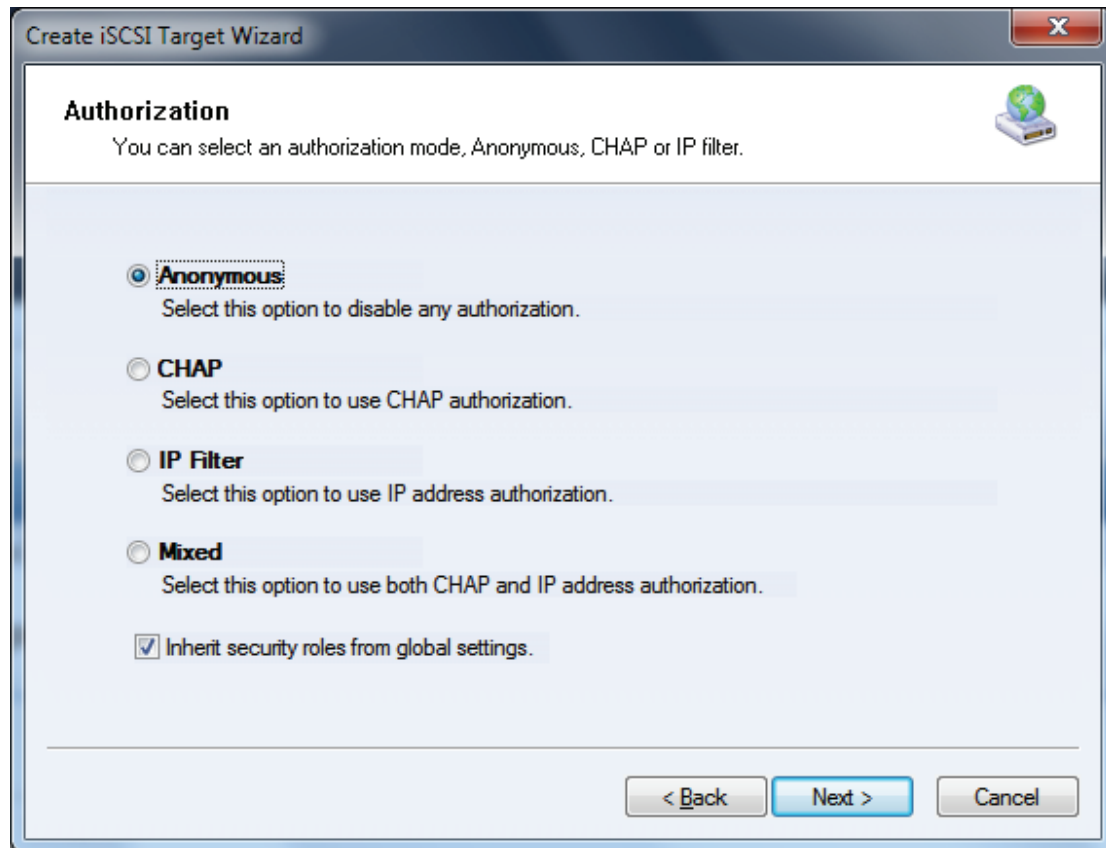 Create iSCSI Target Wizard
Authorization
You can select an authorization mode, Anonymous, CHAP or IP filter.
Anonymous
Select this option to disable any authorization.
CHAP
Select this option to use CHAP authorization.
IP Filter
Select this option to use IP address authorization.
Mixed
Select this option to use both CHAP and IP address authorization.
Inherit security roles from global settings.
< Back Next > Cancel